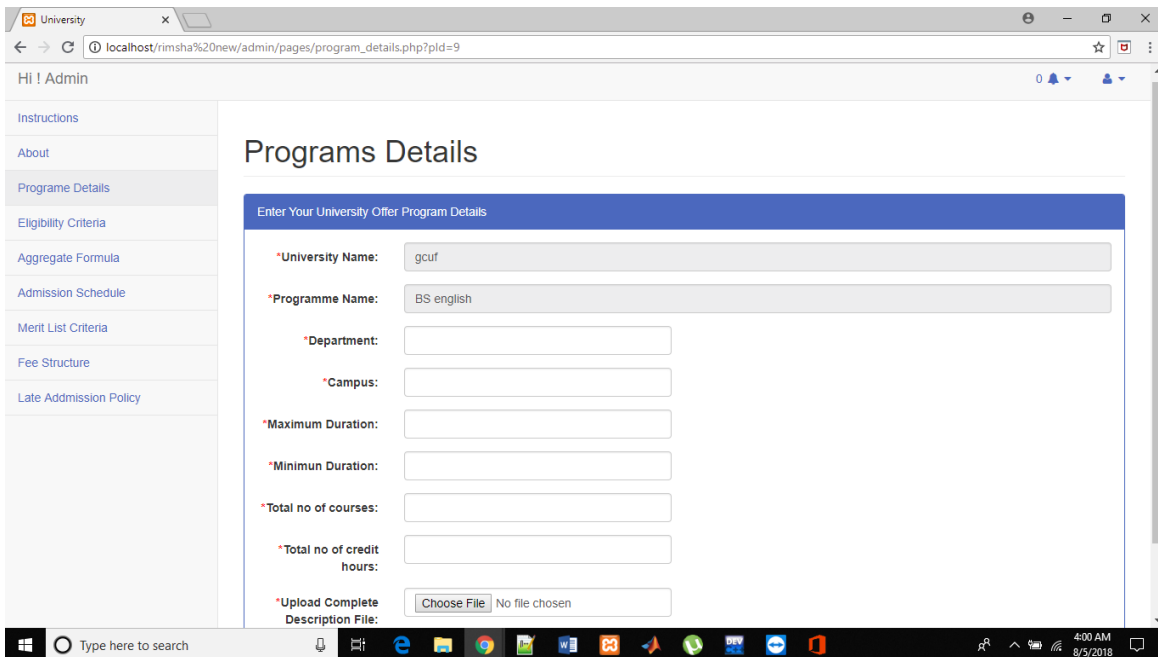 University
localhost/rimsha%20new/admin/pages/program_details.php?pId=9
Hi ! Admin
0
Instructions
About
Programe Details
Eligibility Criteria
Aggregate Formula
Admission Schedule
Merit List Criteria
Fee Structure
Late Addmission Policy
Programs Details
Enter Your University Offer Program Details
*University Name: gcuf
*Programme Name: BS english
*Department:
*Campus:
*Maximum Duration:
*Minimun Duration:
*Total no of courses:
*Total no of credit
hours:
*Upload Complete
Description File:
Choose File No file chosen
Type here to search
DEV
4:00 AM
8/5/2018